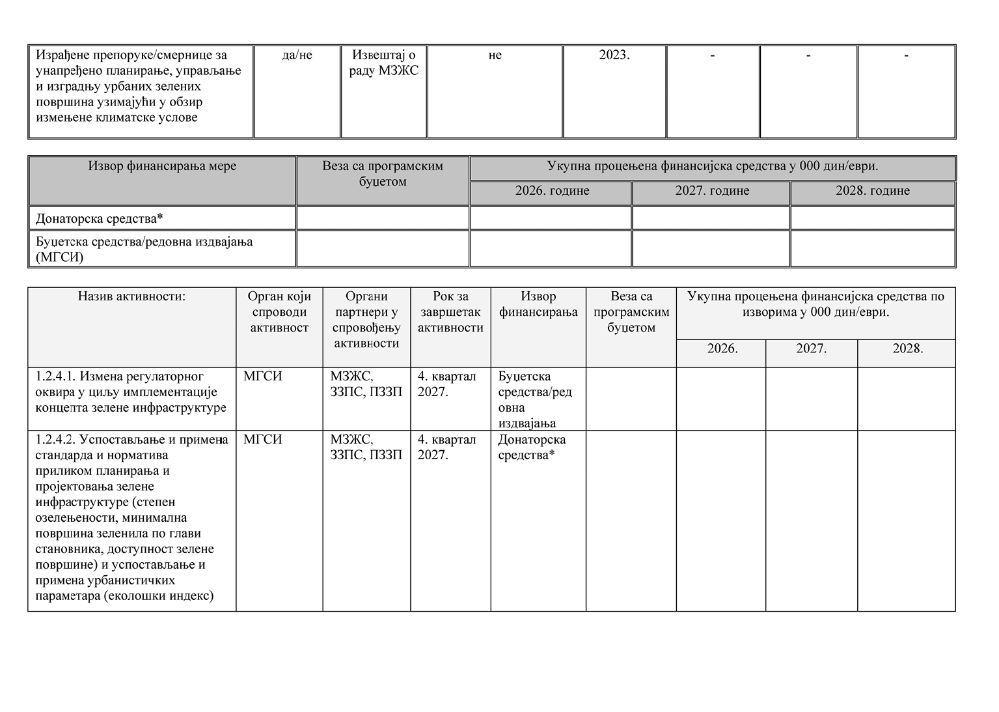 Израђене препоруке/смернице за
унапређено планирање, управљање
и изградњу урбаних зелених
површина узимајући у обзир
измењене климатске услове
да/не
Извештај о
раду МЗЖС
не
2023.
-
-
-
Извор финансирања мере
Веза са програмским
буџетом
Укупна процењена финансијска средства у 000 дин/еври.
2026. године
2027. године
2028. године
Донаторска средства*
Буџетска средства/редовна издвајања
(МГСИ)
Назив активности:
Орган који
спроводи
активност
Органи
партнери у
спровођењу
активности
Рок за
завршетак
активности
Извор
финансирања
Веза са
програмским
буџетом
Укупна процењена финансијска средства по
изворима у 000 дин/еври.
2026.
2027.
2028.
1.2.4.1. Измена регулаторног
оквира у циљу имплементације
концепта зелене инфраструктуре
МГСИ
МЗЖС,
ЗЗПС, ПЗЗП
4. квартал
2027.
Буџетска
средства/ред
овна
издвајања
1.2.4.2. Успостављање и примена
стандарда и норматива
приликом планирања и
пројектовања зелене
инфраструктуре (степен
озелењености, минимална
површина зеленила по глави
становника, доступност зелене
површине) и успостављање и
примена урбанистичких
параметара (еколошки индекс)
МГСИ
МЗЖС,
ЗЗПС, ПЗЗП
4. квартал
2027.
Донаторска
средства*